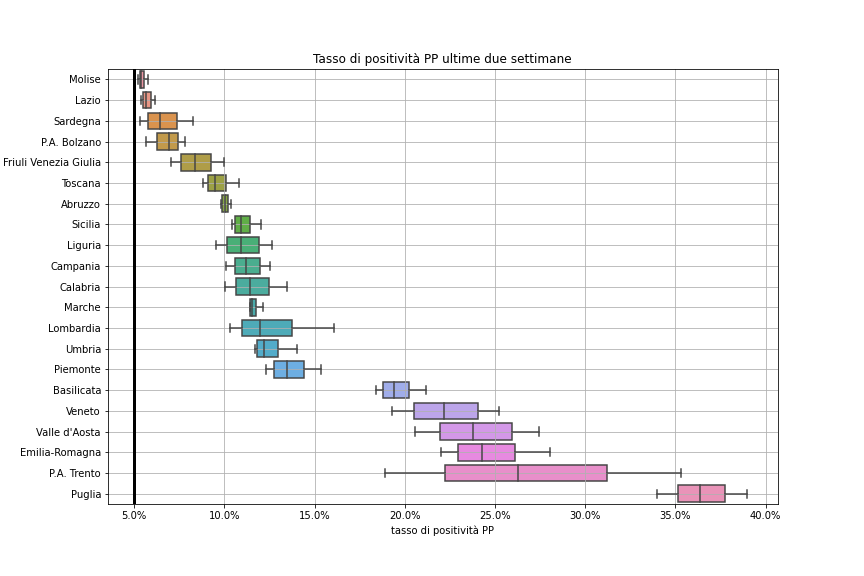 Tasso di positività PP ultime due settimane
Molise
Lazio
Sardegna
P.A. Bolzano
Friuli Venezia Giulia
Toscana
Abruzzo
Sicilia
Liguria
Campania
Calabria
Marche
Lombardia
Umbria
Piemonte
Basilicata
Veneto
Valle d'Aosta
Emilia-Romagna
P.A. Trento
Puglia
5.0% 10.0% 15.0% 20.0% 25.0% 30.0% 35.0% 40.0%
tasso di positività PP